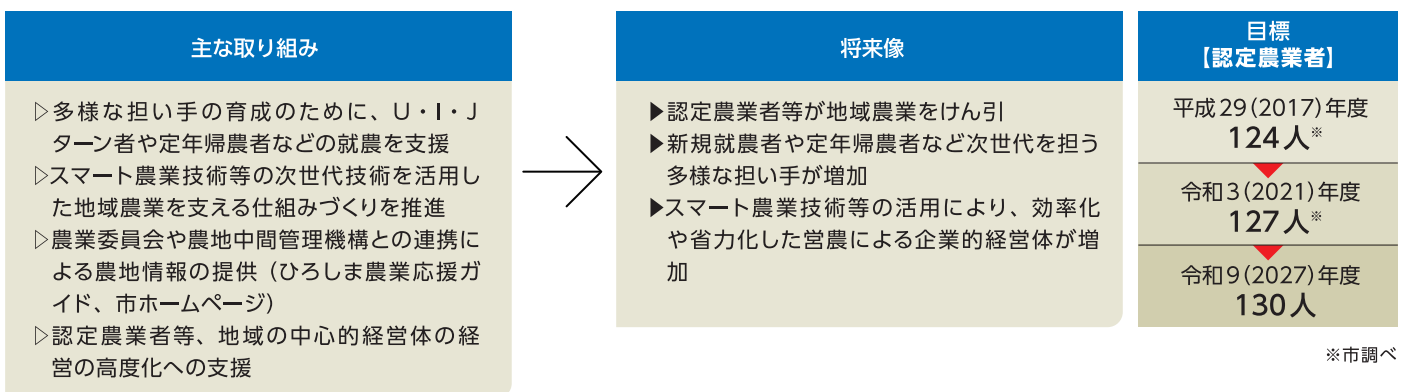 主な取り組み
▷多様な担い手の育成のために、U・I・J
ターン者や定年帰農者などの就農を支援
▷スマート農業技術等の次世代技術を活用し
た地域農業を支える仕組みづくりを推進
▷農業委員会や農地中間管理機構との連携に
よる農地情報の提供（ひろしま農業応援ガ
イド、市ホームページ）
▷認定農業者等、地域の中心的経営体の経
営の高度化への支援
将来像
▶認定農業者等が地域農業をけん引
▶新規就農者や定年帰農者など次世代を担う
多様な担い手が増加
▶スマート農業技術等の活用により、効率化
や省力化した営農による企業的経営体が増
加
目標
【認定農業者】
平成29(2017)年度
124人※
令和3(2021)年度
127人※
令和9(2027)年度
130人
※市調べ